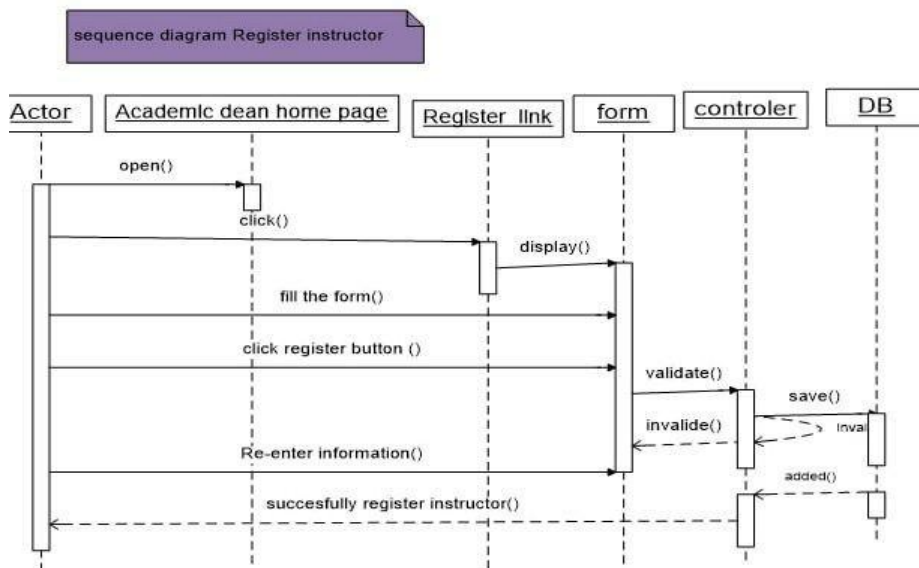 sequence diagram Register instructor
Actor
Academic dean home page
Register link
form
controler
DB
open()
click()
display()
fill the form()
click register button ()
validate()
save()
invalide()
Inval
Re-enter information()
added()
succesfully register instructor()